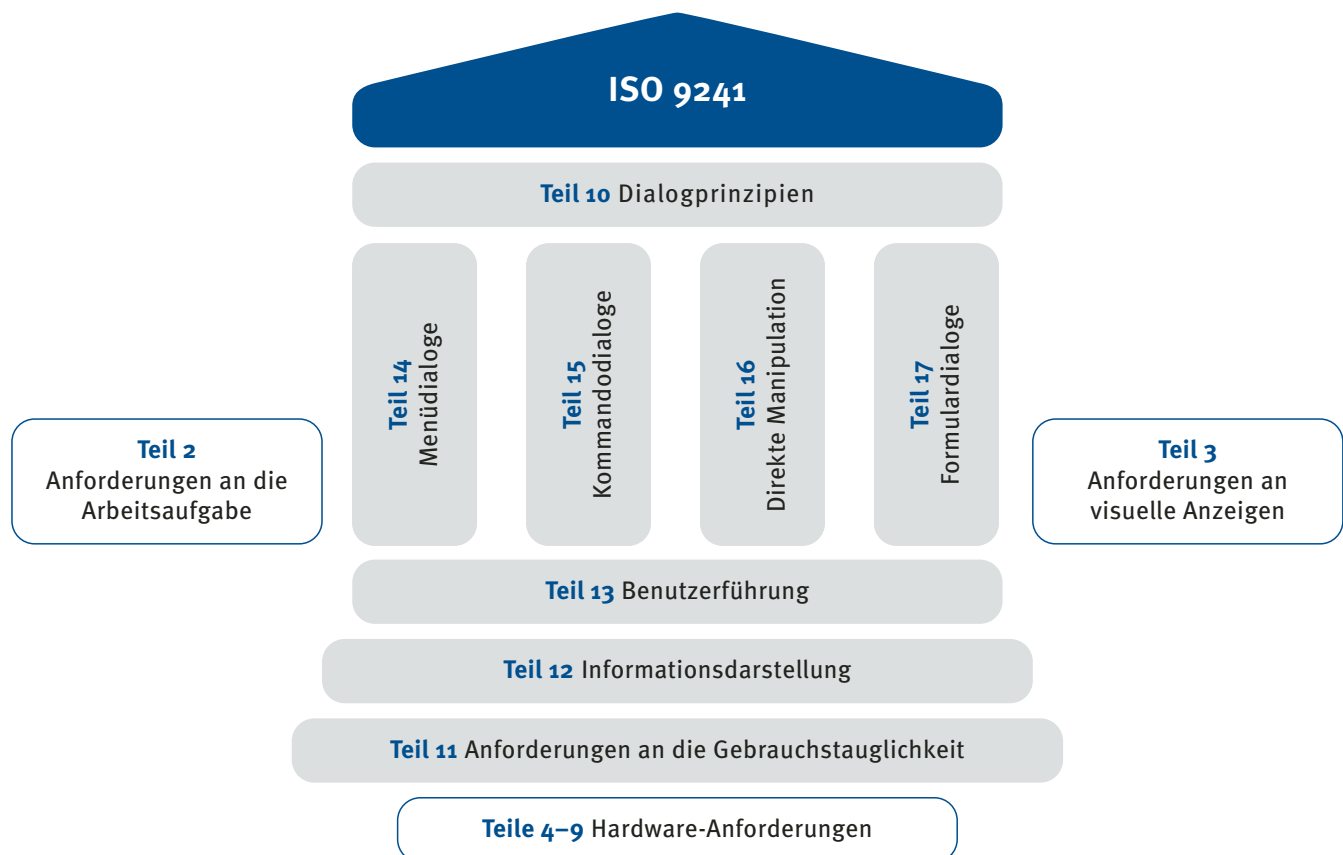 ISO 9241
Teil 10 Dialogprinzipien
Teil 14
Menüdialoge
Teil 15
Kommandodialoge
Teil 16
Direkte Manipulation
Teil 17
Formulardialoge
Teil 2
Anforderungen an die
Arbeitsaufgabe
Teil 3
Anforderungen an
visuelle Anzeigen
Teil 13 Benutzerführung
Teil 12 Informationsdarstellung
Teil 11 Anforderungen an die Gebrauchstauglichkeit
Teile 4–9 Hardware-Anforderungen